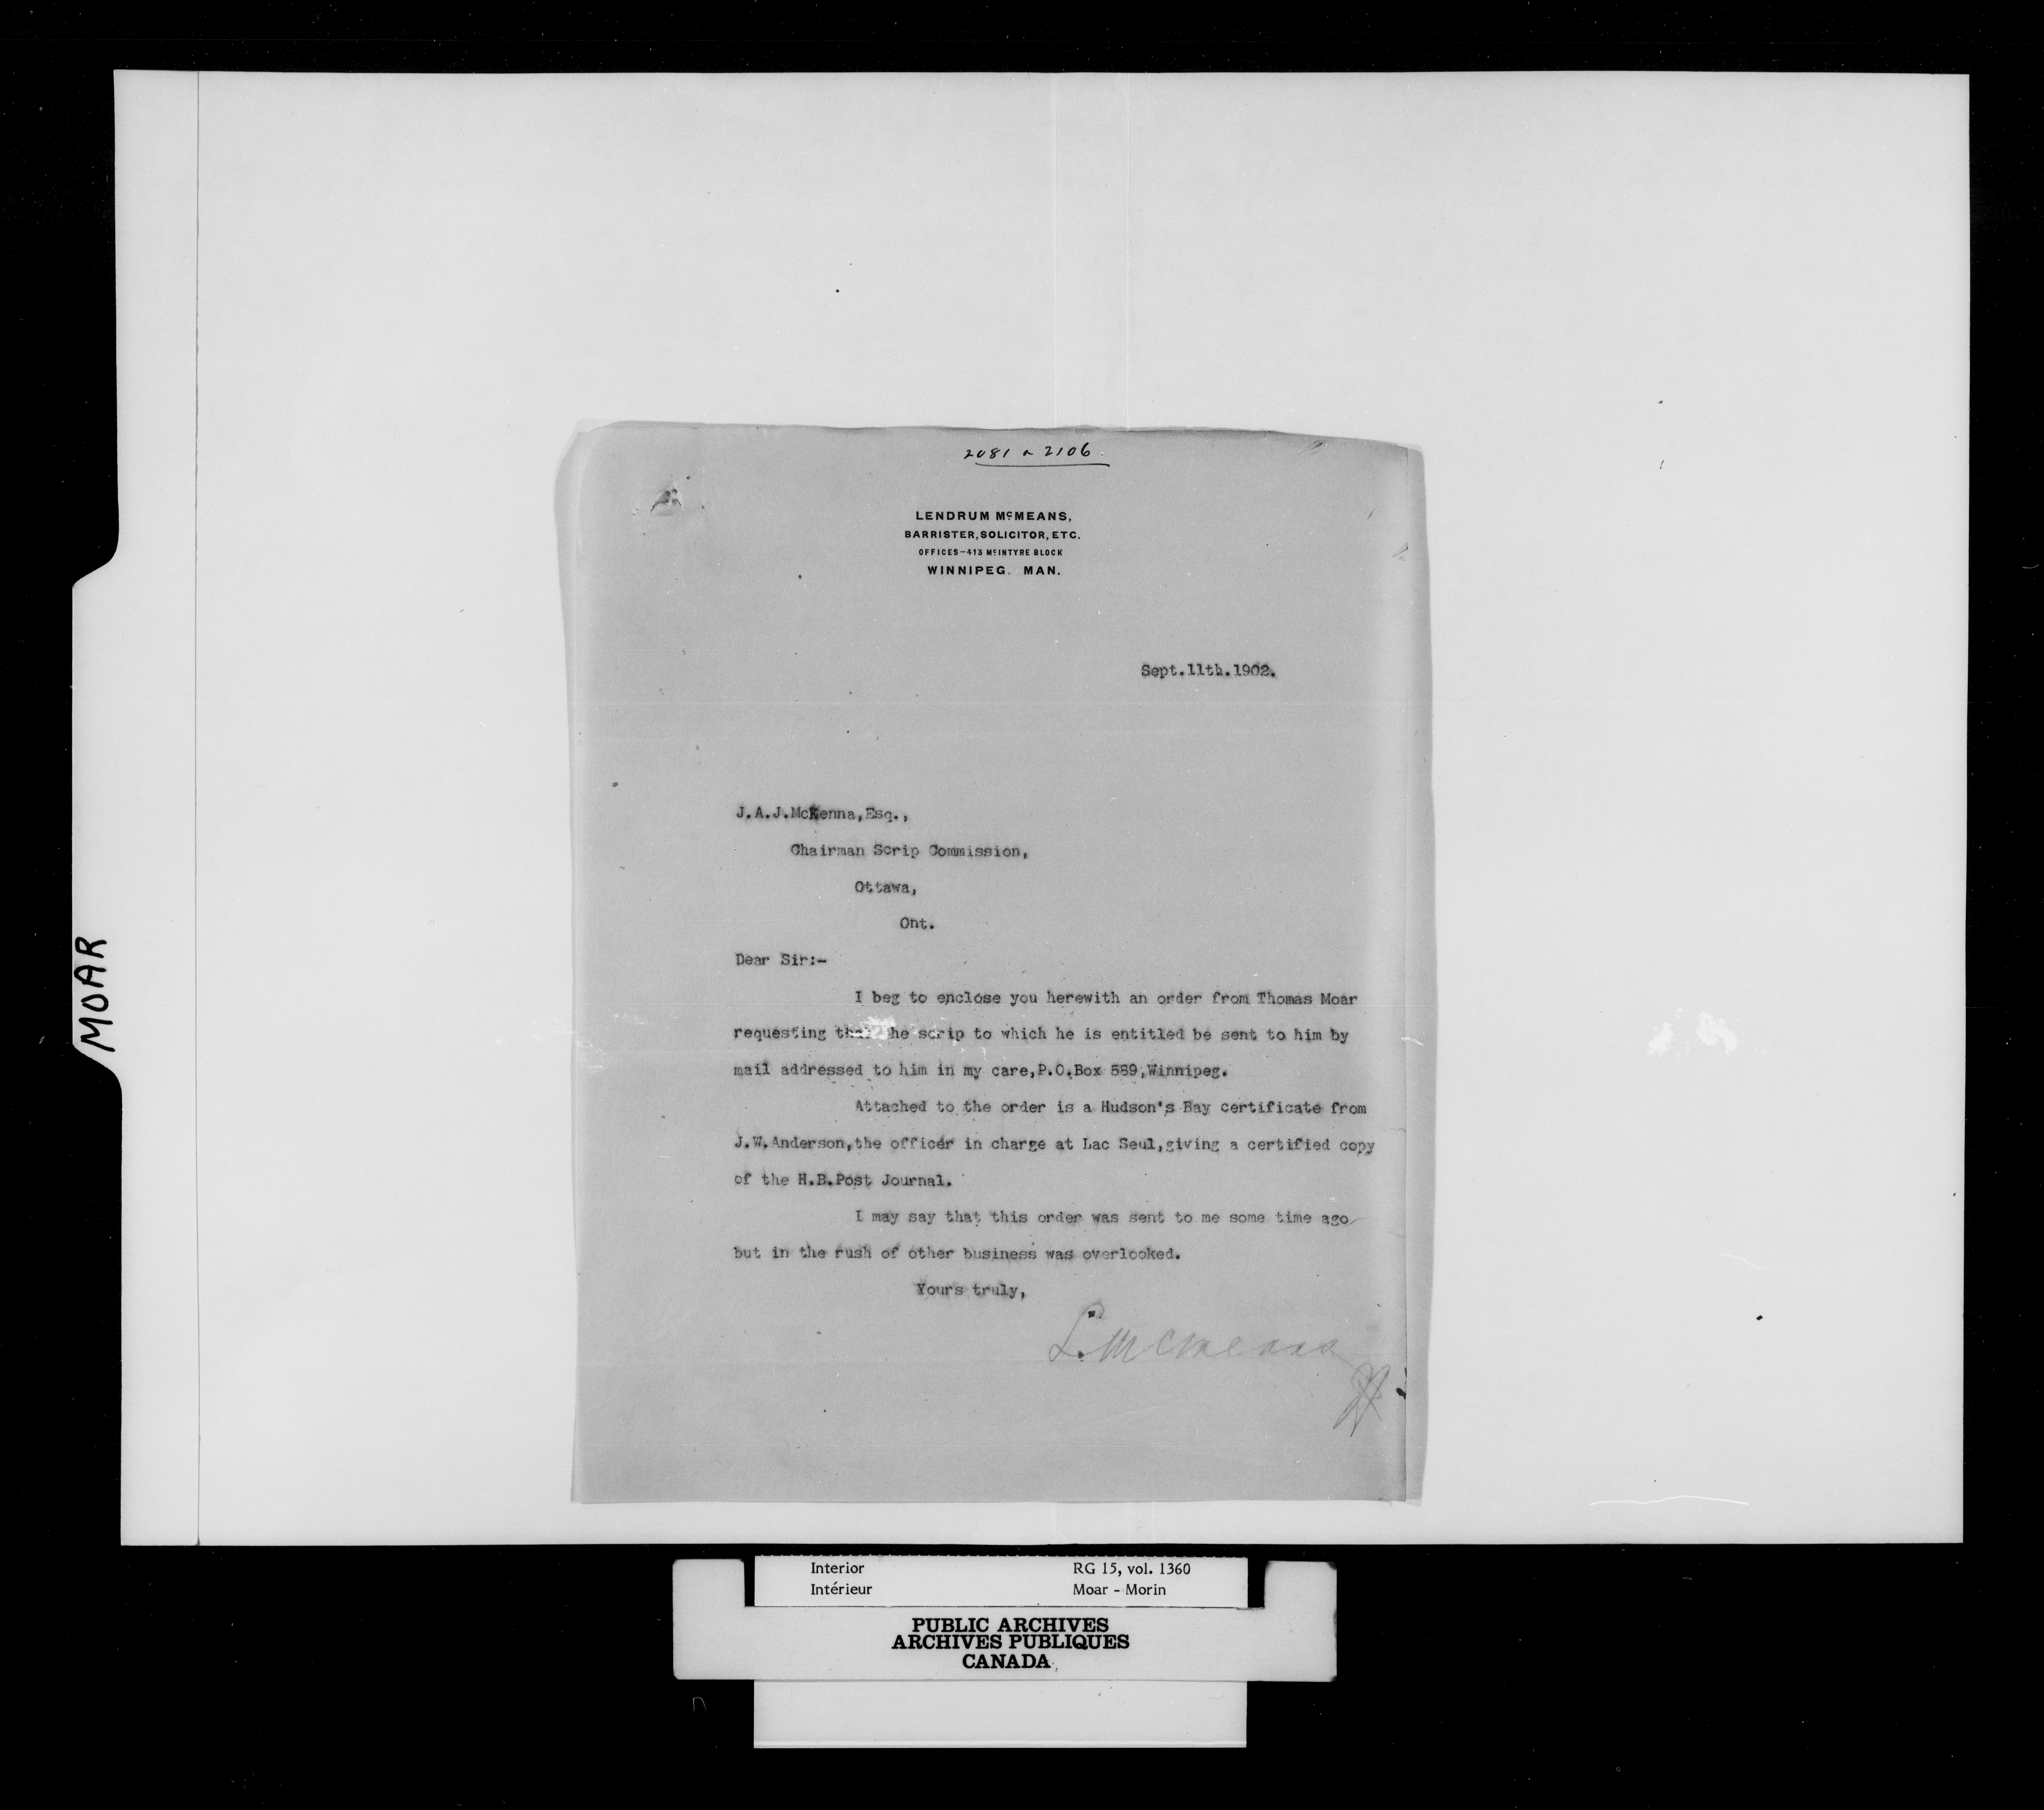 2081 a 2106.
LENDRUM McMEANS,
BARRISTER, SOLICITOR, ETC.
OFFICES—413 McINTYRE BLOCK
WINNIPEG, MAN.
Sept.11th.1902.
J.A.J.McKenna,Esq.,
Chairman Scrip Commission,
Ottawa,
Ont.
Dear Sir:-
I beg to enclose you herewith an order from Thomas Moar
requesting that the scrip to which he is entitled be sent to him by
mail addressed to him in my care,P.O.Box 589,Winnipeg.
Attached to the order is a Hudson's Bay certificate from
J.W.Anderson,the officer in charge at Lac Seul,giving a certified copy
of the H.B.Post Journal.
I may say that this order was sent to me some time ago
but in the rush of other business was overlooked.
Yours truly,
L. McMeans
MOAR
Interior RG 15, vol. 1360
Intérieur Moar - Morin
PUBLIC ARCHIVES
ARCHIVES PUBLIQUES
CANADA